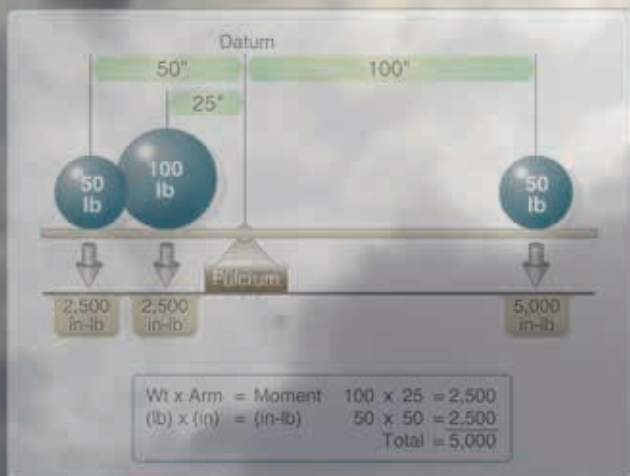 Datum
50" 100"
25"
50 lb
100 lb
50 lb
Fulcrum
2,500 in-lb
2,500 in-lb
5,000 in-lb
Wt x Arm = Moment 100 x 25 = 2,500
(lb) x (in) = (in-lb) 50 x 50 = 2,500
Total = 5,000